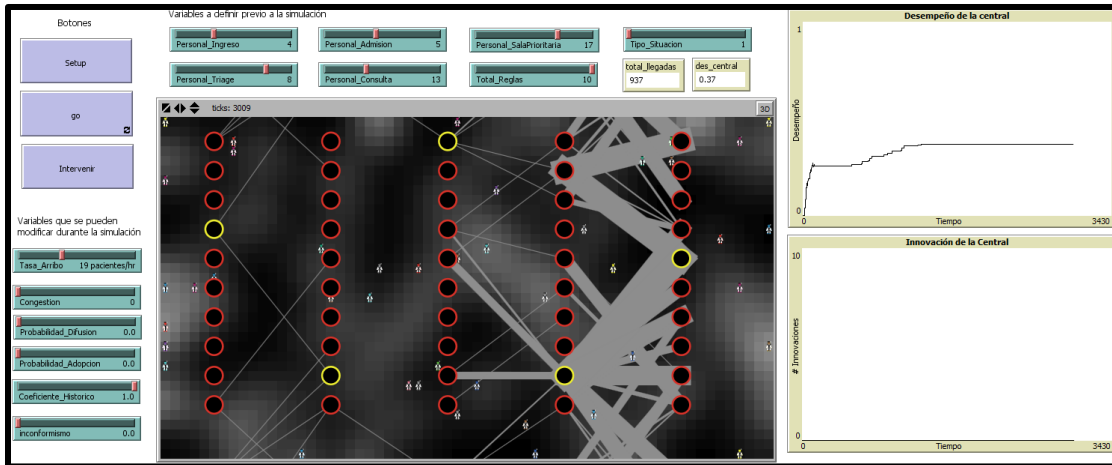 Botones
Setup
go
Intervenir
Variables que se pueden
modificar durante la simulación
Tasa_Arribo 19 pacientes/hr
Congestion 0
Probabilidad_Difusion 0.0
Probabilidad_Adopcion 0.0
Coeficiente_Historico 1.0
inconformismo 0.0
Variables a definir previo a la simulación
Personal_Ingreso 4
Personal_Admision 5
Personal_SalaPrioritaria 17
Tipo_Situacion 1
Personal_Triage 8
Personal_Consulta 13
Total_Reglas 10
total_llegadas
937
des_central
0.37
ticks: 3009
3D
Desempeño de la central
1
Desempeño
0
0
Tiempo
3430
Innovación de la Central
10
# Innovaciones
0
0
Tiempo
3430